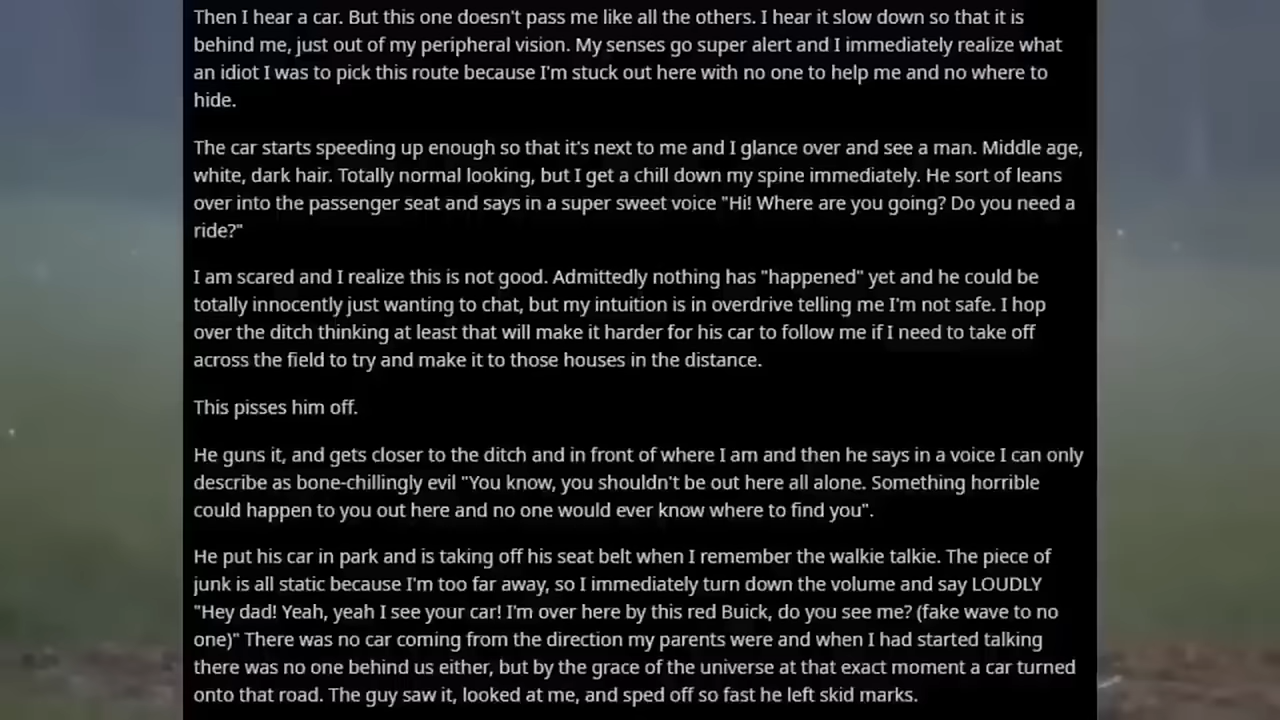 Then I hear a car. But this one doesn't pass me like all the others. I hear it slow down so that it is
behind me, just out of my peripheral vision. My senses go super alert and I immediately realize what
an idiot I was to pick this route because I'm stuck out here with no one to help me and no where to
hide.
The car starts speeding up enough so that it's next to me and I glance over and see a man. Middle age,
white, dark hair. Totally normal looking, but I get a chill down my spine immediately. He sort of leans
over into the passenger seat and says in a super sweet voice "Hi! Where are you going? Do you need a
ride?"
I am scared and I realize this is not good. Admittedly nothing has "happened" yet and he could be
totally innocently just wanting to chat, but my intuition is in overdrive telling me I'm not safe. I hop
over the ditch thinking at least that will make it harder for his car to follow me if I need to take off
across the field to try and make it to those houses in the distance.
This pisses him off.
He guns it, and gets closer to the ditch and in front of where I am and then he says in a voice I can only
describe as bone-chillingly evil "You know, you shouldn't be out here all alone. Something horrible
could happen to you out here and no one would ever know where to find you".
He put his car in park and is taking off his seat belt when I remember the walkie talkie. The piece of
junk is all static because I'm too far away, so I immediately turn down the volume and say LOUDLY
"Hey dad! Yeah, yeah I see your car! I'm over here by this red Buick, do you see me? (fake wave to no
one)" There was no car coming from the direction my parents were and when I had started talking
there was no one behind us either, but by the grace of the universe at that exact moment a car turned
onto that road. The guy saw it, looked at me, and sped off so fast he left skid marks.